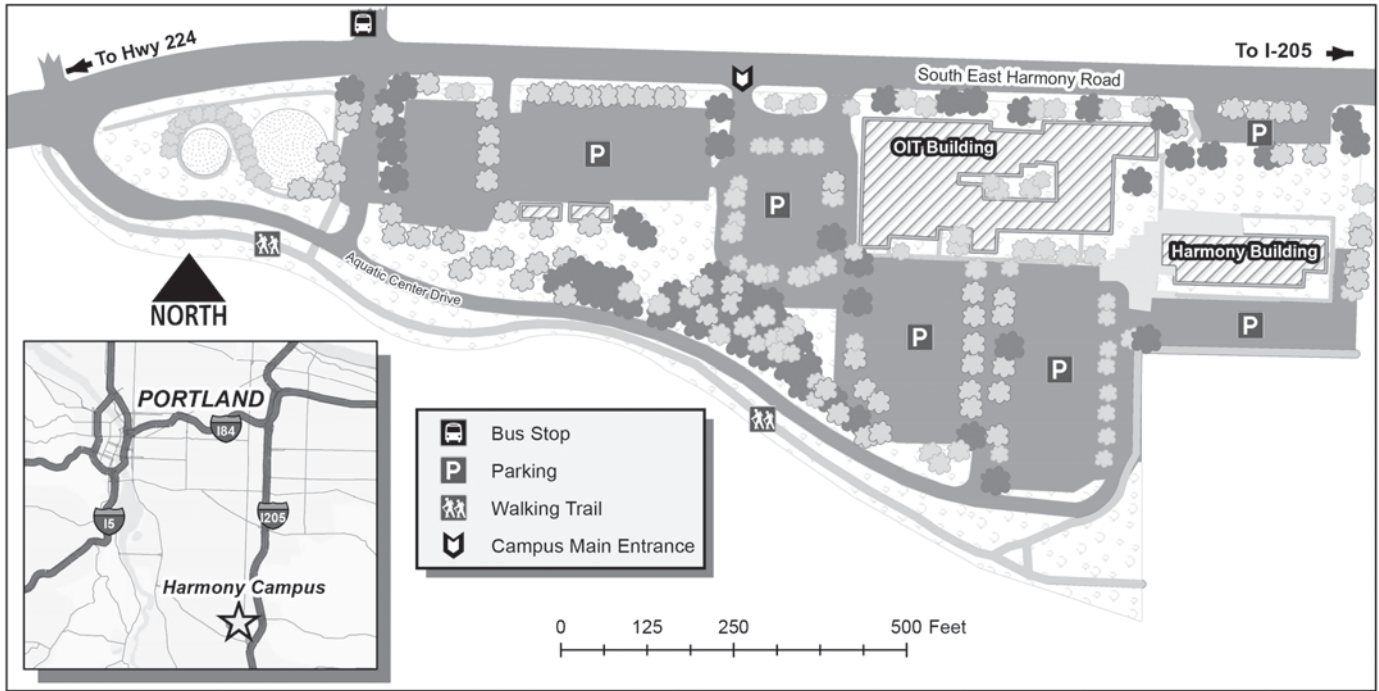 To Hwy 224
To I-205
South East Harmony Road
P
OIT Building
P
P
Harmony Building
Aquatic Center Drive
NORTH
P
P
P
PORTLAND
I84
I5
I205
Harmony Campus
Bus Stop
P Parking
Walking Trail
Campus Main Entrance
0 125 250 500 Feet